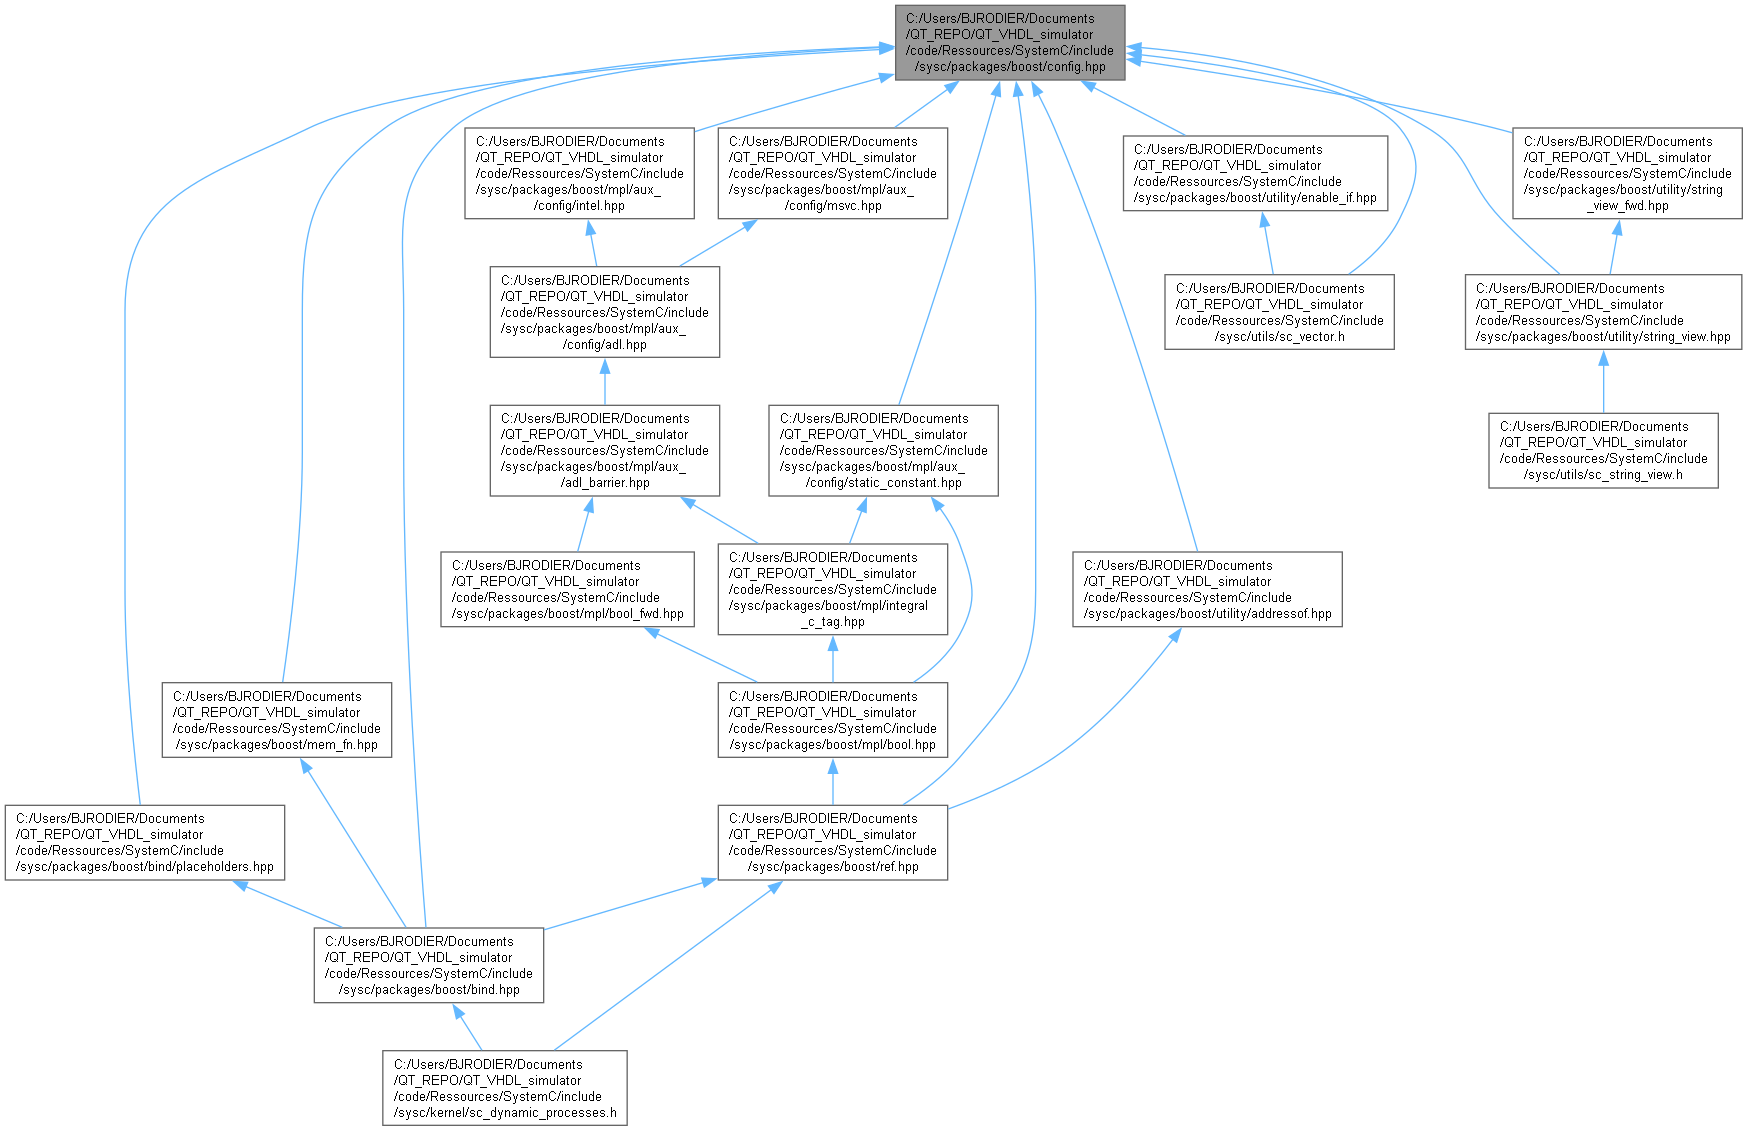 C:/Users/BJRODIER/Documents
/QT_REPO/QT_VHDL_simulator
/code/Ressources/SystemC/include
/sysc/packages/boost/config.hpp
C:/Users/BJRODIER/Documents
/QT_REPO/QT_VHDL_simulator
/code/Ressources/SystemC/include
/sysc/packages/boost/mpl/aux_
/config/intel.hpp
C:/Users/BJRODIER/Documents
/QT_REPO/QT_VHDL_simulator
/code/Ressources/SystemC/include
/sysc/packages/boost/mpl/aux_
/config/msvc.hpp
C:/Users/BJRODIER/Documents
/QT_REPO/QT_VHDL_simulator
/code/Ressources/SystemC/include
/sysc/packages/boost/utility/enable_if.hpp
C:/Users/BJRODIER/Documents
/QT_REPO/QT_VHDL_simulator
/code/Ressources/SystemC/include
/sysc/packages/boost/utility/string
_view_fwd.hpp
C:/Users/BJRODIER/Documents
/QT_REPO/QT_VHDL_simulator
/code/Ressources/SystemC/include
/sysc/packages/boost/mpl/aux_
/config/adl.hpp
C:/Users/BJRODIER/Documents
/QT_REPO/QT_VHDL_simulator
/code/Ressources/SystemC/include
/sysc/utils/sc_vector.h
C:/Users/BJRODIER/Documents
/QT_REPO/QT_VHDL_simulator
/code/Ressources/SystemC/include
/sysc/packages/boost/utility/string_view.hpp
C:/Users/BJRODIER/Documents
/QT_REPO/QT_VHDL_simulator
/code/Ressources/SystemC/include
/sysc/packages/boost/mpl/aux_
/adl_barrier.hpp
C:/Users/BJRODIER/Documents
/QT_REPO/QT_VHDL_simulator
/code/Ressources/SystemC/include
/sysc/packages/boost/mpl/aux_
/config/static_constant.hpp
C:/Users/BJRODIER/Documents
/QT_REPO/QT_VHDL_simulator
/code/Ressources/SystemC/include
/sysc/utils/sc_string_view.h
C:/Users/BJRODIER/Documents
/QT_REPO/QT_VHDL_simulator
/code/Ressources/SystemC/include
/sysc/packages/boost/mpl/bool_fwd.hpp
C:/Users/BJRODIER/Documents
/QT_REPO/QT_VHDL_simulator
/code/Ressources/SystemC/include
/sysc/packages/boost/mpl/integral
_c_tag.hpp
C:/Users/BJRODIER/Documents
/QT_REPO/QT_VHDL_simulator
/code/Ressources/SystemC/include
/sysc/packages/boost/utility/addressof.hpp
C:/Users/BJRODIER/Documents
/QT_REPO/QT_VHDL_simulator
/code/Ressources/SystemC/include
/sysc/packages/boost/mem_fn.hpp
C:/Users/BJRODIER/Documents
/QT_REPO/QT_VHDL_simulator
/code/Ressources/SystemC/include
/sysc/packages/boost/mpl/bool.hpp
C:/Users/BJRODIER/Documents
/QT_REPO/QT_VHDL_simulator
/code/Ressources/SystemC/include
/sysc/packages/boost/bind/placeholders.hpp
C:/Users/BJRODIER/Documents
/QT_REPO/QT_VHDL_simulator
/code/Ressources/SystemC/include
/sysc/packages/boost/ref.hpp
C:/Users/BJRODIER/Documents
/QT_REPO/QT_VHDL_simulator
/code/Ressources/SystemC/include
/sysc/packages/boost/bind.hpp
C:/Users/BJRODIER/Documents
/QT_REPO/QT_VHDL_simulator
/code/Ressources/SystemC/include
/sysc/kernel/sc_dynamic_processes.h